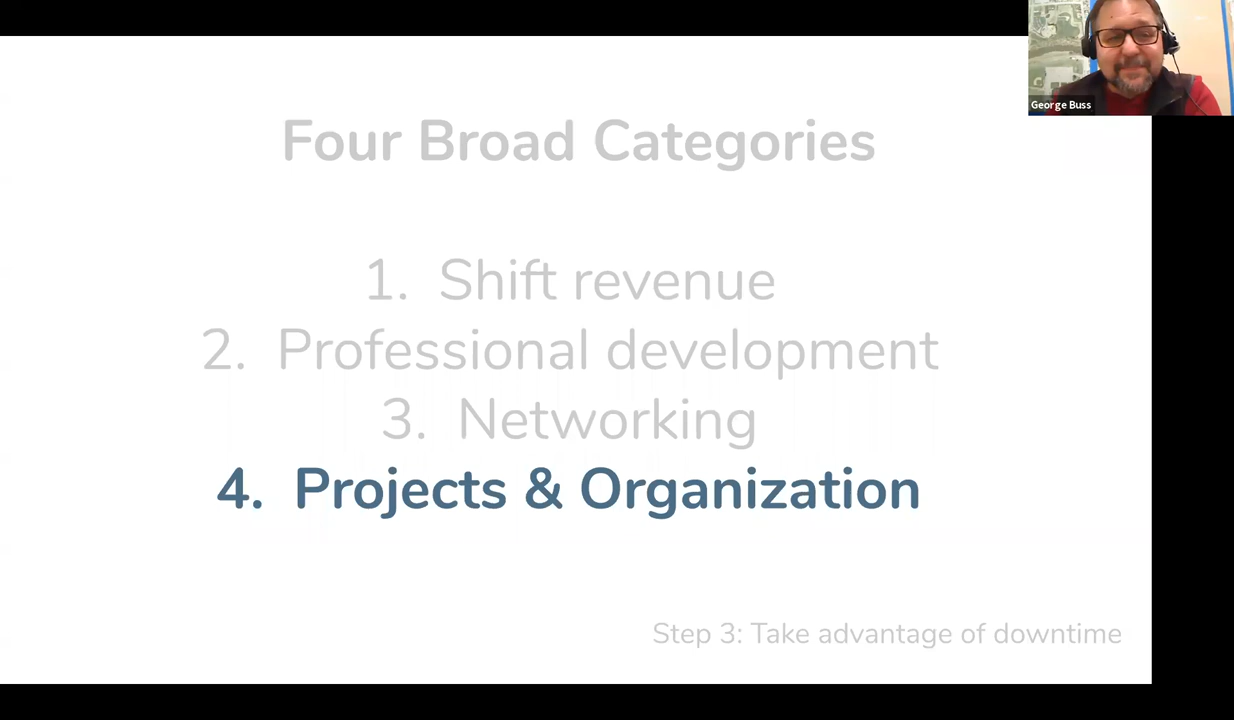 Four Broad Categories
1. Shift revenue
2. Professional development
3. Networking
4. Projects & Organization
Step 3: Take advantage of downtime
George Buss